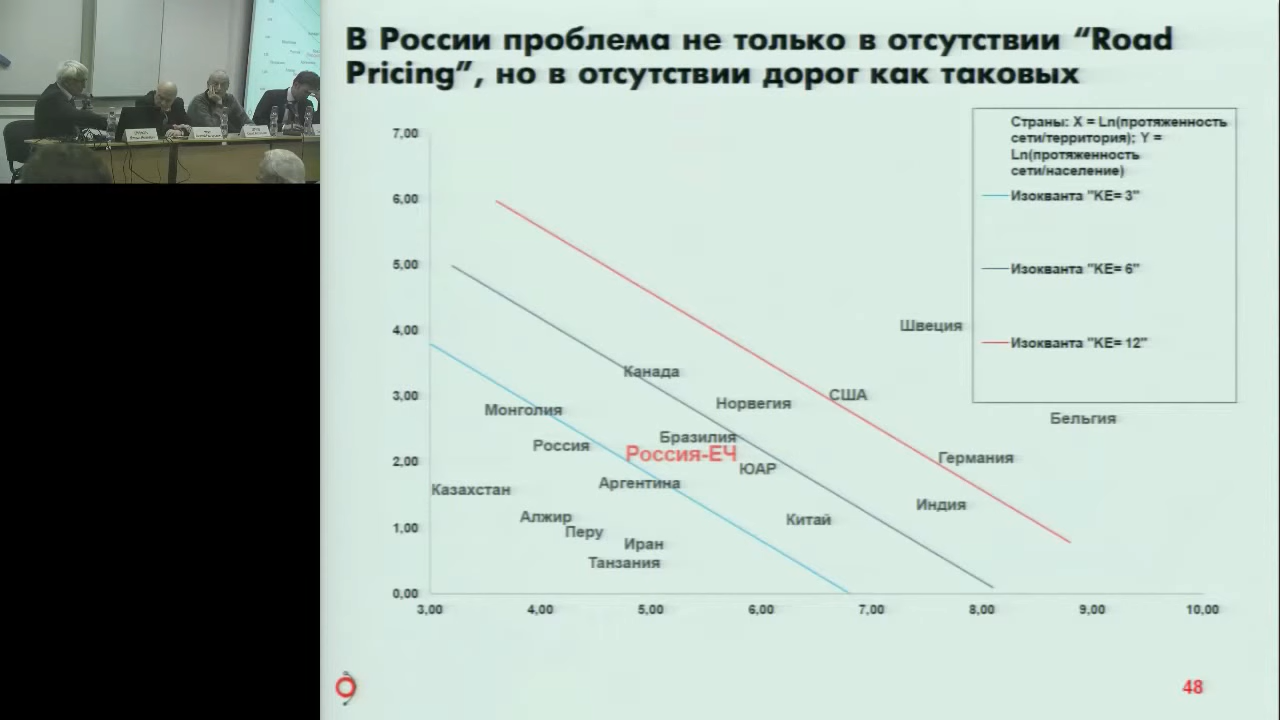 В России проблема не только в отсутствии “Road
Pricing”, но в отсутствии дорог как таковых
Страны: X = Ln(протяженность
сети/территория); Y =
Ln(протяженность
сети/население)
Изокванта "KE= 3"
Изокванта "KE= 6"
Изокванта "KE= 12"
7,00
6,00
5,00
4,00
3,00
2,00
1,00
0,00
Швеция
Канада
США
Норвегия
Монголия
Бельгия
Бразилия
Россия
Россия-ЕЧ
Германия
ЮАР
Аргентина
Казахстан
Индия
Алжир
Китай
Перу
Иран
Танзания
3,00 4,00 5,00 6,00 7,00 8,00 9,00 10,00
48